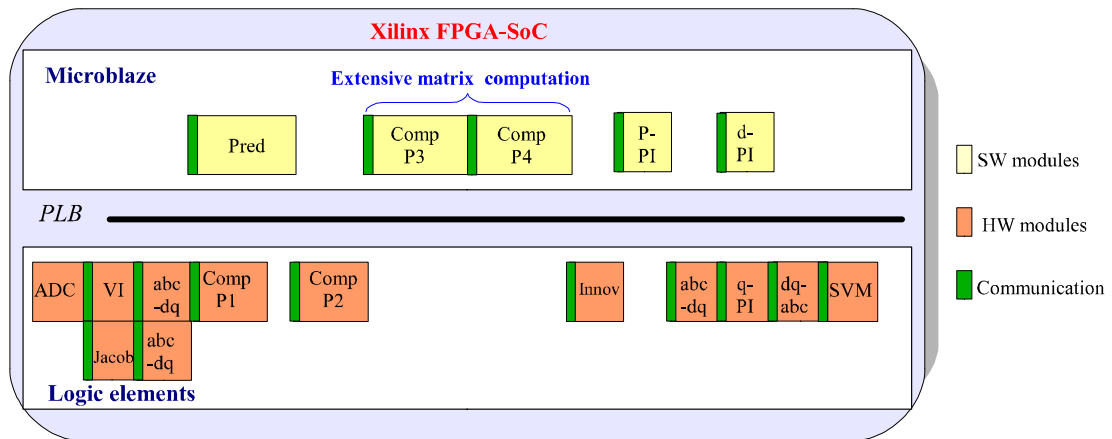 Xilinx FPGA-SoC
Microblaze
Extensive matrix computation
Pred
Comp
P3
Comp
P4
P-
PI
d-
PI
PLB
ADC
VI
abc
-dq
Comp
P1
Comp
P2
Innov
abc
-dq
q-
PI
dq-
abc
SVM
Jacob
abc
-dq
Logic elements
SW modules
HW modules
Communication